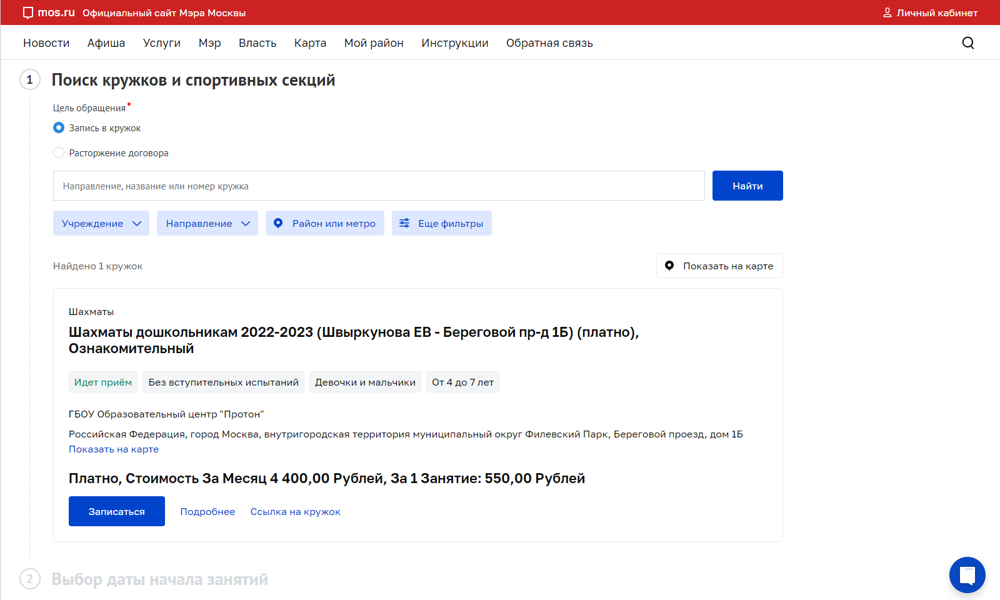 mos.ru Официальный сайт Мэра Москвы
Личный кабинет
Новости Афиша Услуги Мэр Власть Карта Мой район Инструкции Обратная связь
1 Поиск кружков и спортивных секций
Цель обращения
Запись в кружок
Расторжение договора
Направление, название или номер кружка
Найти
Учреждение Направление Район или метро Еще фильтры
Найдено 1 кружок
Показать на карте
Шахматы
Шахматы дошкольникам 2022-2023 (Швыркунова ЕВ - Береговой пр-д 1Б) (платно),
Ознакомительный
Идет приём Без вступительных испытаний Девочки и мальчики От 4 до 7 лет
ГБОУ Образовательный центр "Протон"
Российская Федерация, город Москва, внутригородская территория муниципальный округ Филевский Парк, Береговой проезд, дом 1Б
Показать на карте
Платно, Стоимость За Месяц 4 400,00 Рублей, За 1 Занятие: 550,00 Рублей
Записаться Подробнее Ссылка на кружок
2 Выбор даты начала занятий